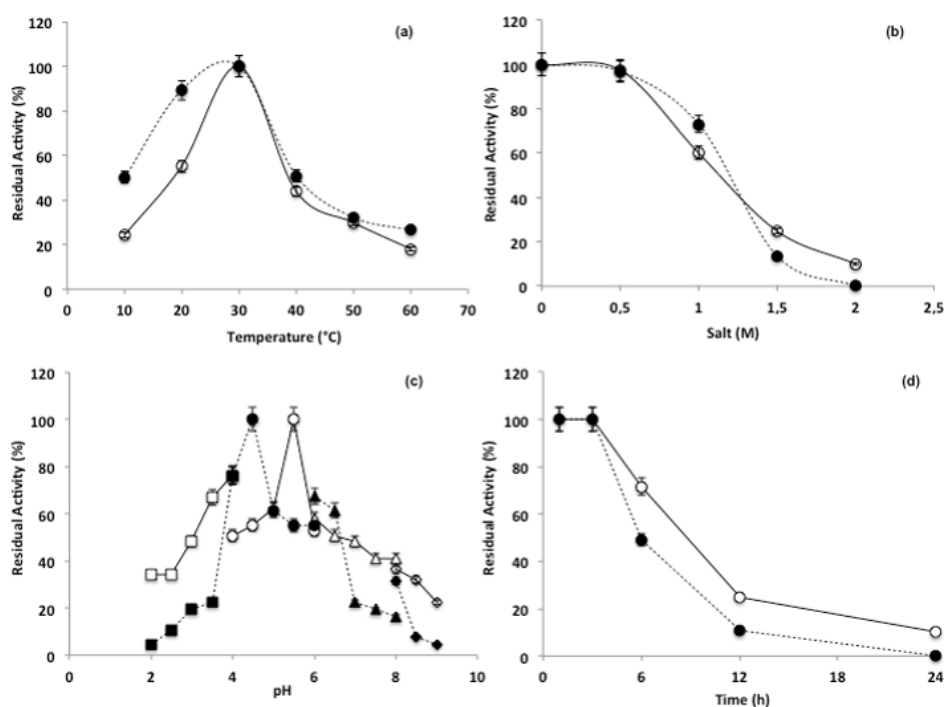 (a)
Residual Activity (%)
120
100
80
60
40
20
0
0 10 20 30 40 50 60 70
Temperature (°C)
(b)
Residual Activity (%)
120
100
80
60
40
20
0
0 0,5 1 1,5 2 2,5
Salt (M)
(c)
Residual Activity (%)
120
100
80
60
40
20
0
0 2 4 6 8 10
pH
(d)
Residual Activity (%)
120
100
80
60
40
20
0
0 6 12 18 24
Time (h)